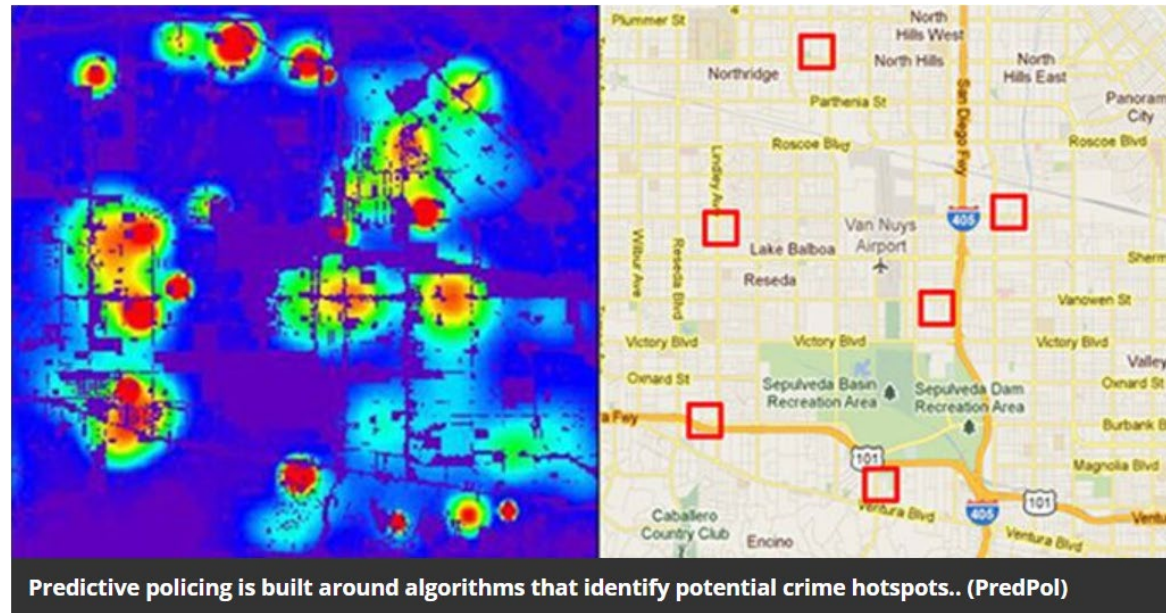 Plummer St
4
North
Hills West
Northridge
North Hills
North
Hills East
Parthenia St
San Diego Fwy
Panoram
City
Roscoe Blvd
Roscoe Blvd
Lindley Ave
405
Van Nuys
Airport
Wilbur Ave
Reseda Blvd
Lake Balboa
Sherm
Reseda
Vanowen St
Victory Blvd
Victory Blvd
Victory Blvd
Valley
Oxnard St
Sepulveda Basin
Recreation Area
Sepulveda Dam
Recreation Area
Oxnard St
a Fwy
Burbank B
101
Magnolia Blvd
101
Ventura Blvd
405
Ventu
Caballero
Country Club
Encino
Ventura Blvd
Predictive policing is built around algorithms that identify potential crime hotspots.. (PredPol)